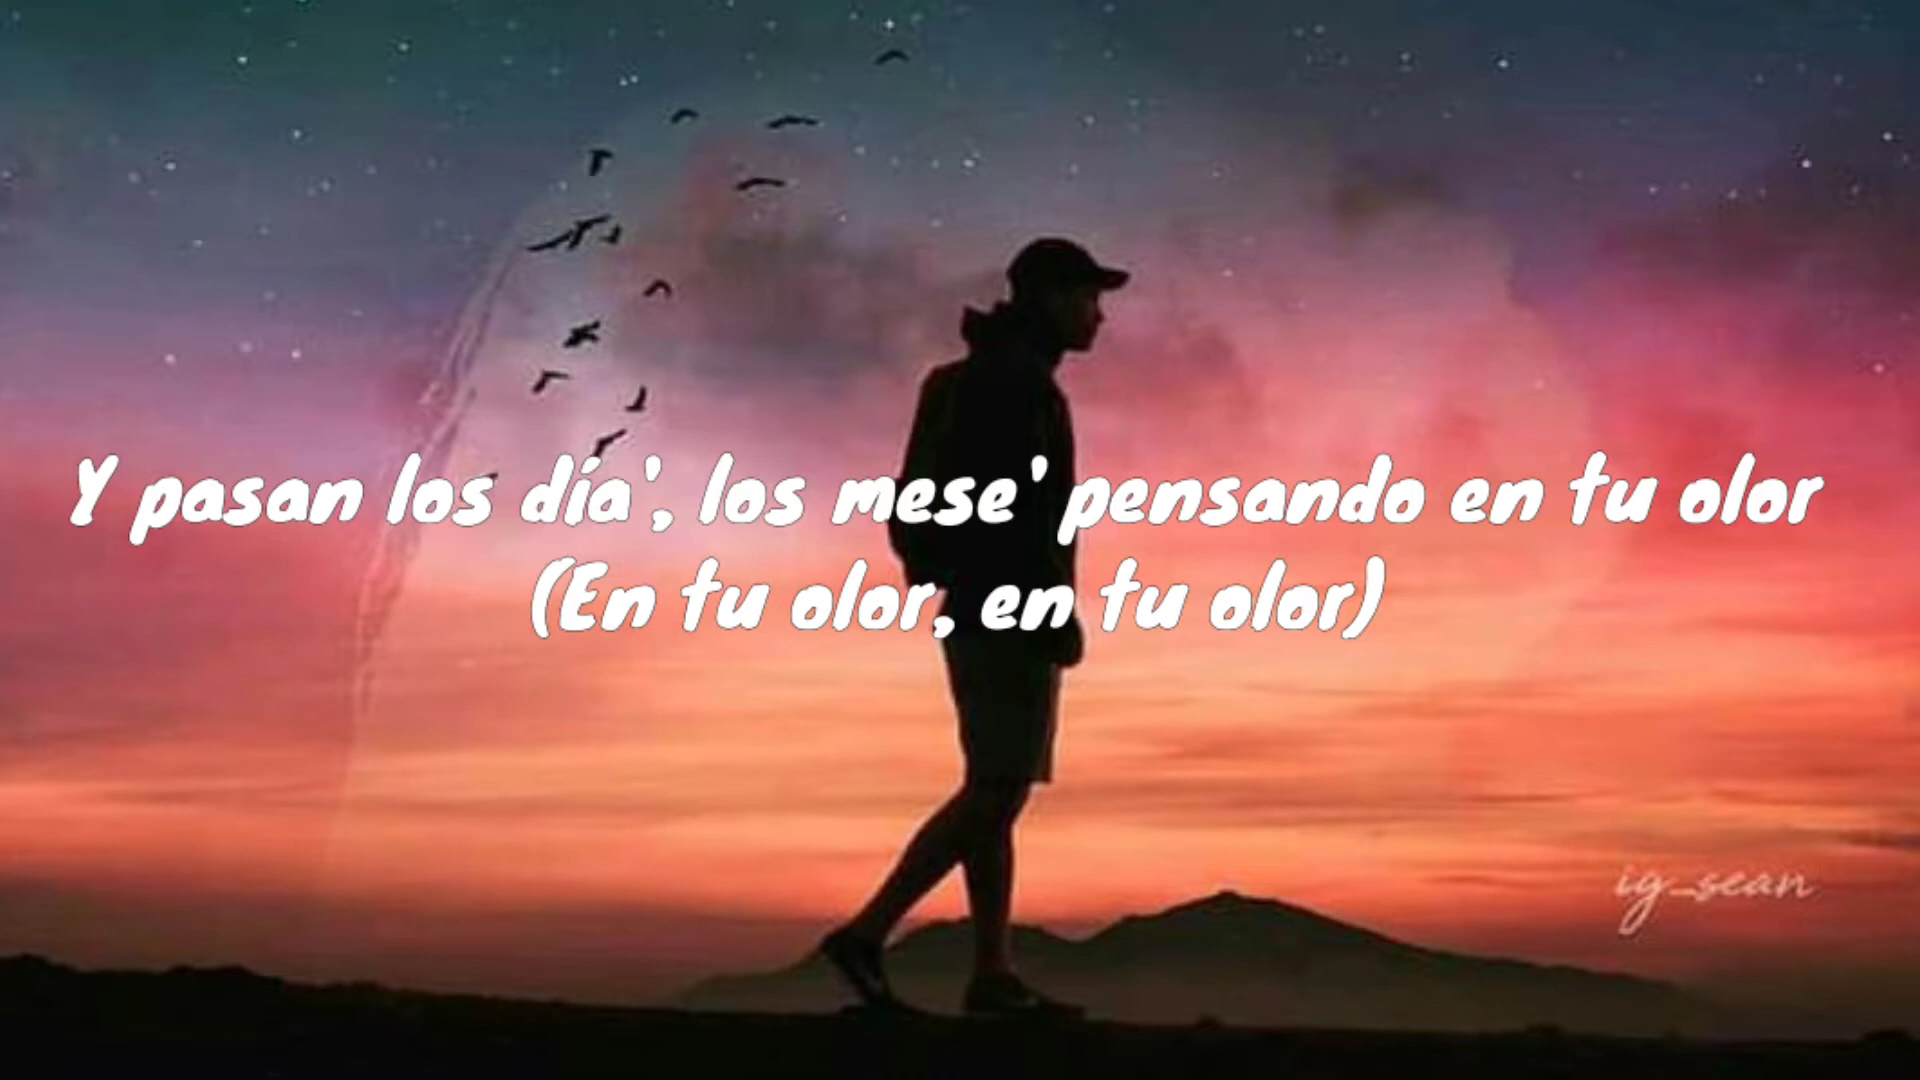 Y pasan los día', los mese' pensando en tu olor
(En tu olor, en tu olor)
ig_sean